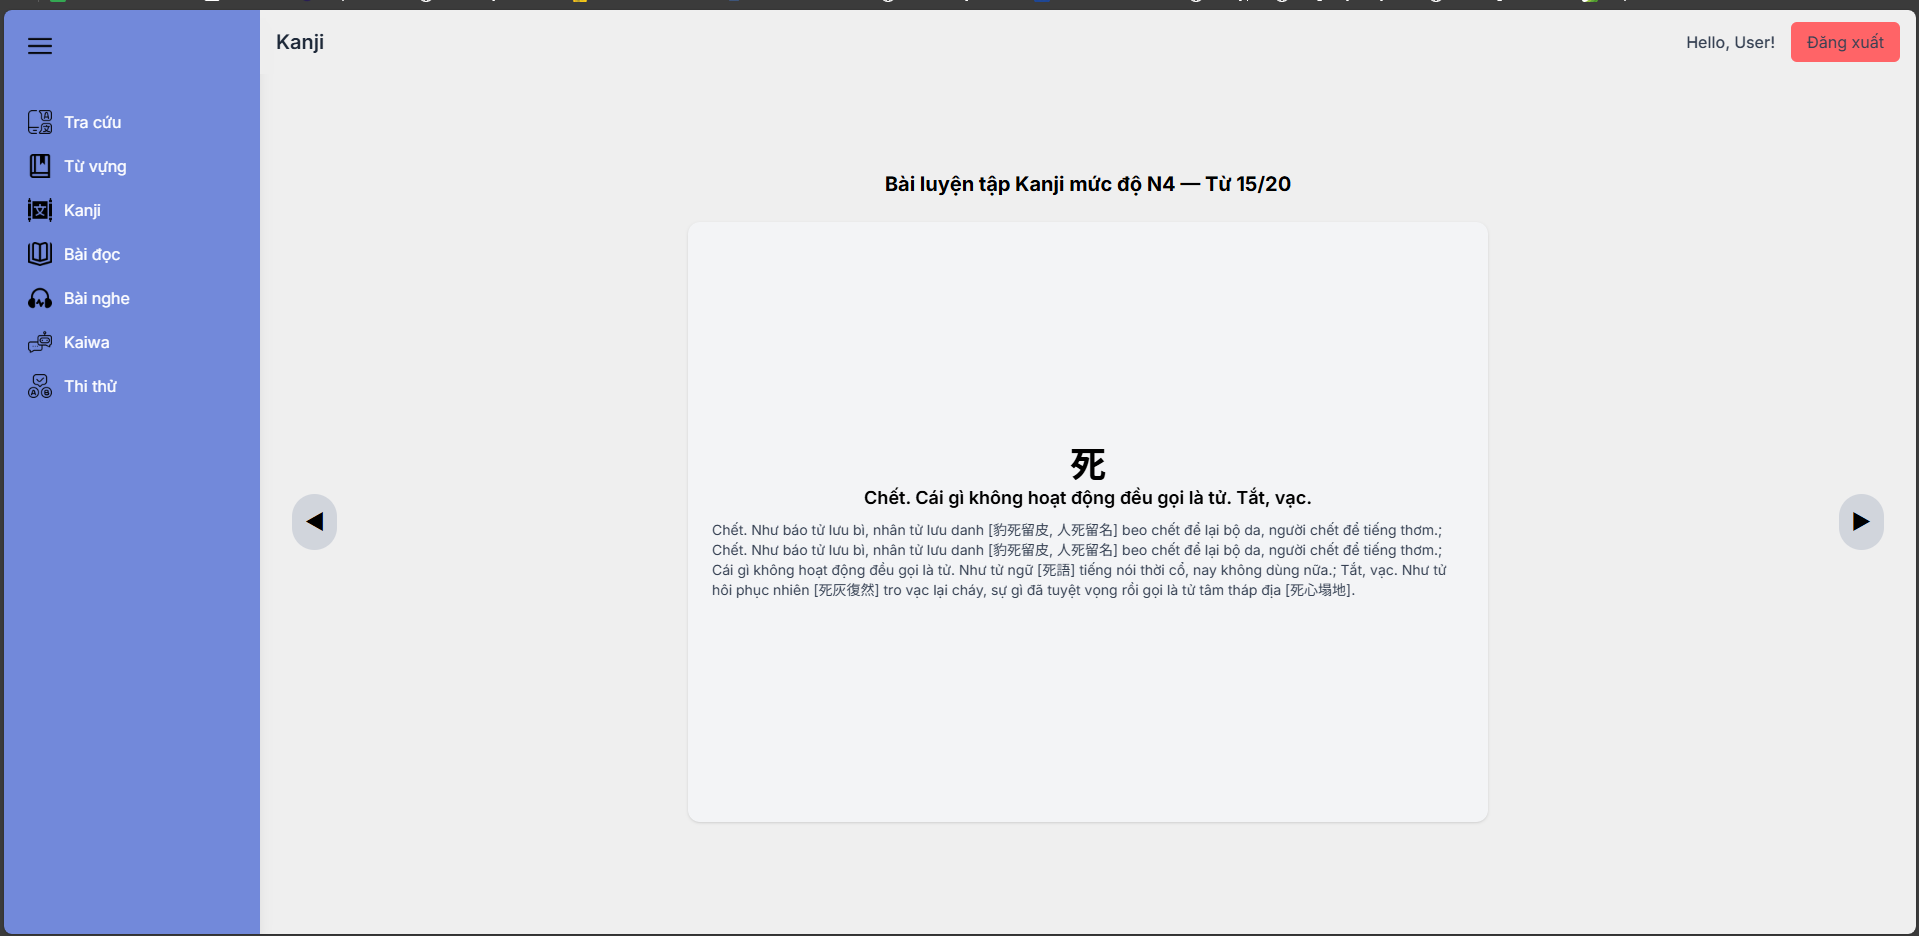 Kanji
Hello, User!
Đăng xuất
Tra cứu
Từ vựng
Kanji
Bài đọc
Bài nghe
Kaiwa
Thi thử
Bài luyện tập Kanji mức độ N4 — Từ 15/20
死
Chết. Cái gì không hoạt động đều gọi là tử. Tắt, vạc.
Chết. Như báo tử lưu bì, nhân tử lưu danh [豹死留皮, 人死留名] beo chết để lại bộ da, người chết để tiếng thơm.;
Chết. Như báo tử lưu bì, nhân tử lưu danh [豹死留皮, 人死留名] beo chết để lại bộ da, người chết để tiếng thơm.;
Cái gì không hoạt động đều gọi là tử. Như tử ngữ [死語] tiếng nói thời cổ, nay không dùng nữa.; Tắt, vạc. Như tử
hôi phục nhiên [死灰復然] tro vạc lại cháy, sự gì đã tuyệt vọng rồi gọi là tử tâm tháp địa [死心塌地].